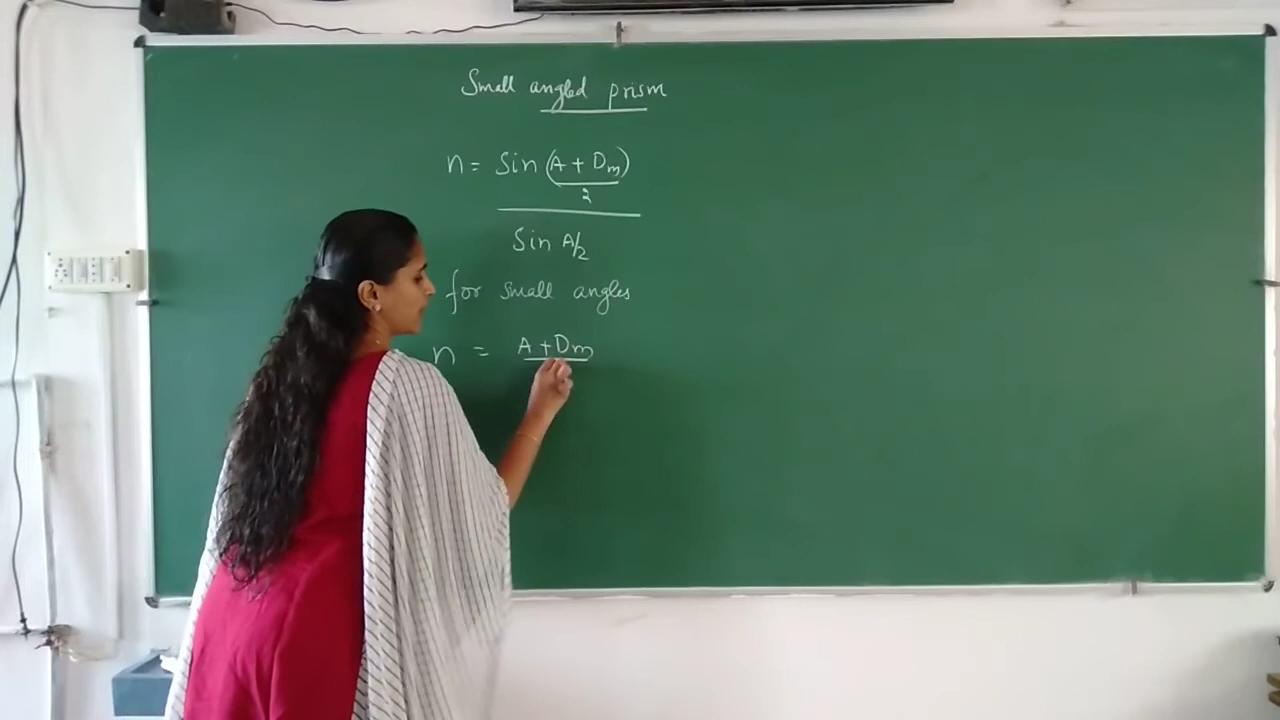 Small angled prism
n = Sin (A + Dm)
2
Sin A/2
for small angles
n = A + Dm